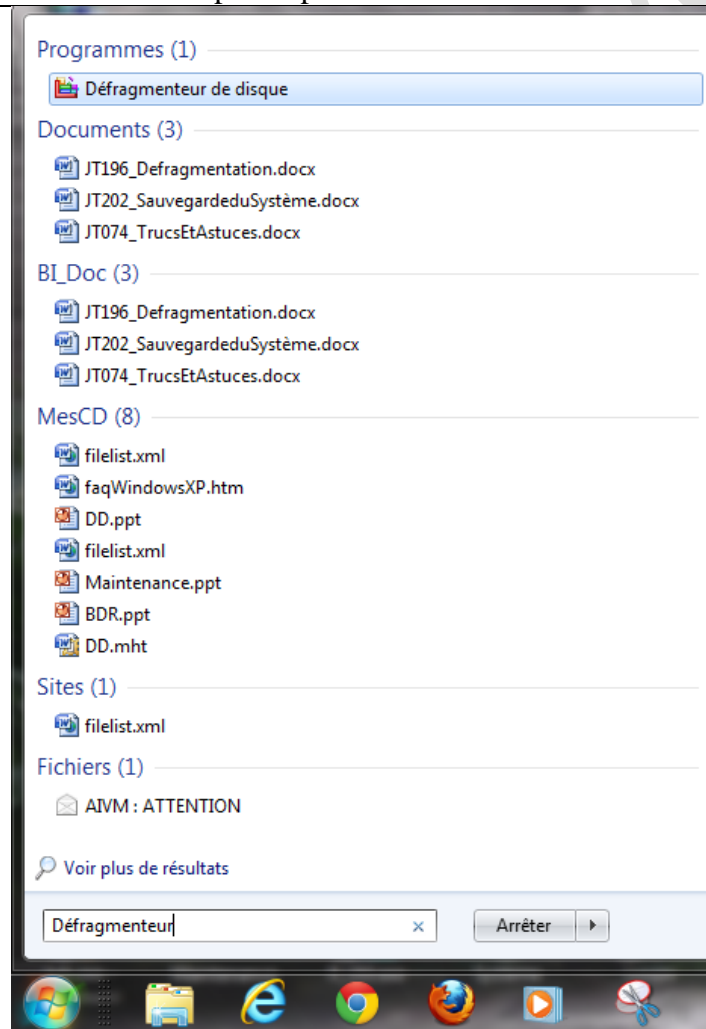 Programmes (1)
Défragmenteur de disque
Documents (3)
JT196_Defragmentation.docx
JT202_SauvegardeduSystème.docx
JT074_TrucsEtAstuces.docx
BI_Doc (3)
JT196_Defragmentation.docx
JT202_SauvegardeduSystème.docx
JT074_TrucsEtAstuces.docx
MesCD (8)
filelist.xml
faqWindowsXP.htm
DD.ppt
filelist.xml
Maintenance.ppt
BDR.ppt
DD.mht
Sites (1)
filelist.xml
Fichiers (1)
AIVM : ATTENTION
Voir plus de résultats
Défragmenteur
Arrêter